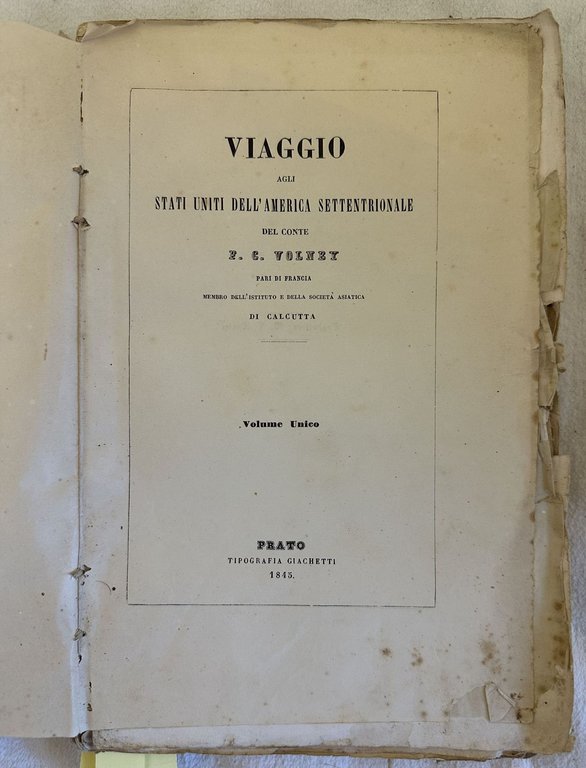 VIAGGIO
AGLI
STATI UNITI DELL'AMERICA SETTENTRIONALE
DEL CONTE
F. C. VOLNEY
PARI DI FRANCIA
MEMBRO DELL'ISTITUTO E DELLA SOCIETÀ ASIATICA
DI CALCUTTA
Volume Unico
PRATO
TIPOGRAFIA GIACHETTI
1845.